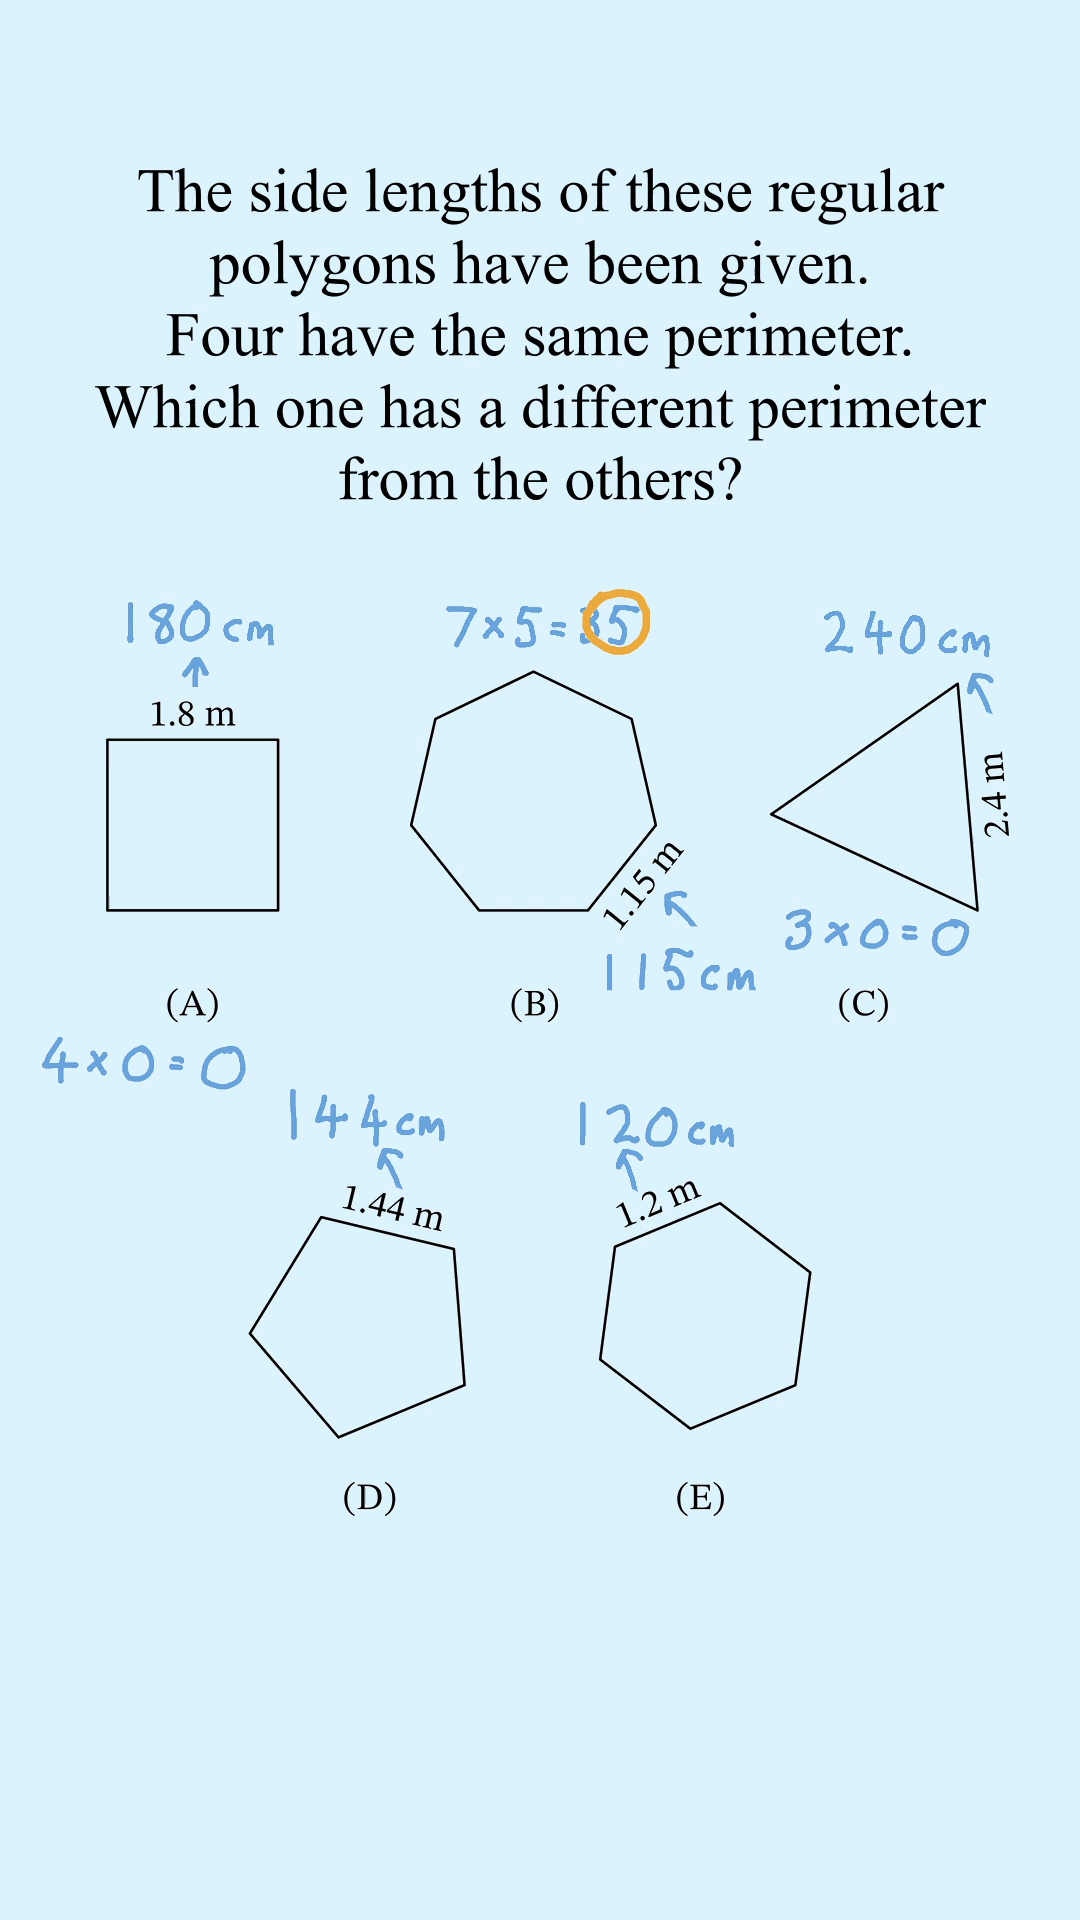 The side lengths of these regular
polygons have been given.
Four have the same perimeter.
Which one has a different perimeter
from the others?
180 cm
7 × 5 = 35
240 cm
1.8 m
2.4 m
1.15 m
3 × 0 = 0
115 cm
(A)
(B)
(C)
4 × 0 = 0
144 cm
120 cm
1.44 m
1.2 m
(D)
(E)